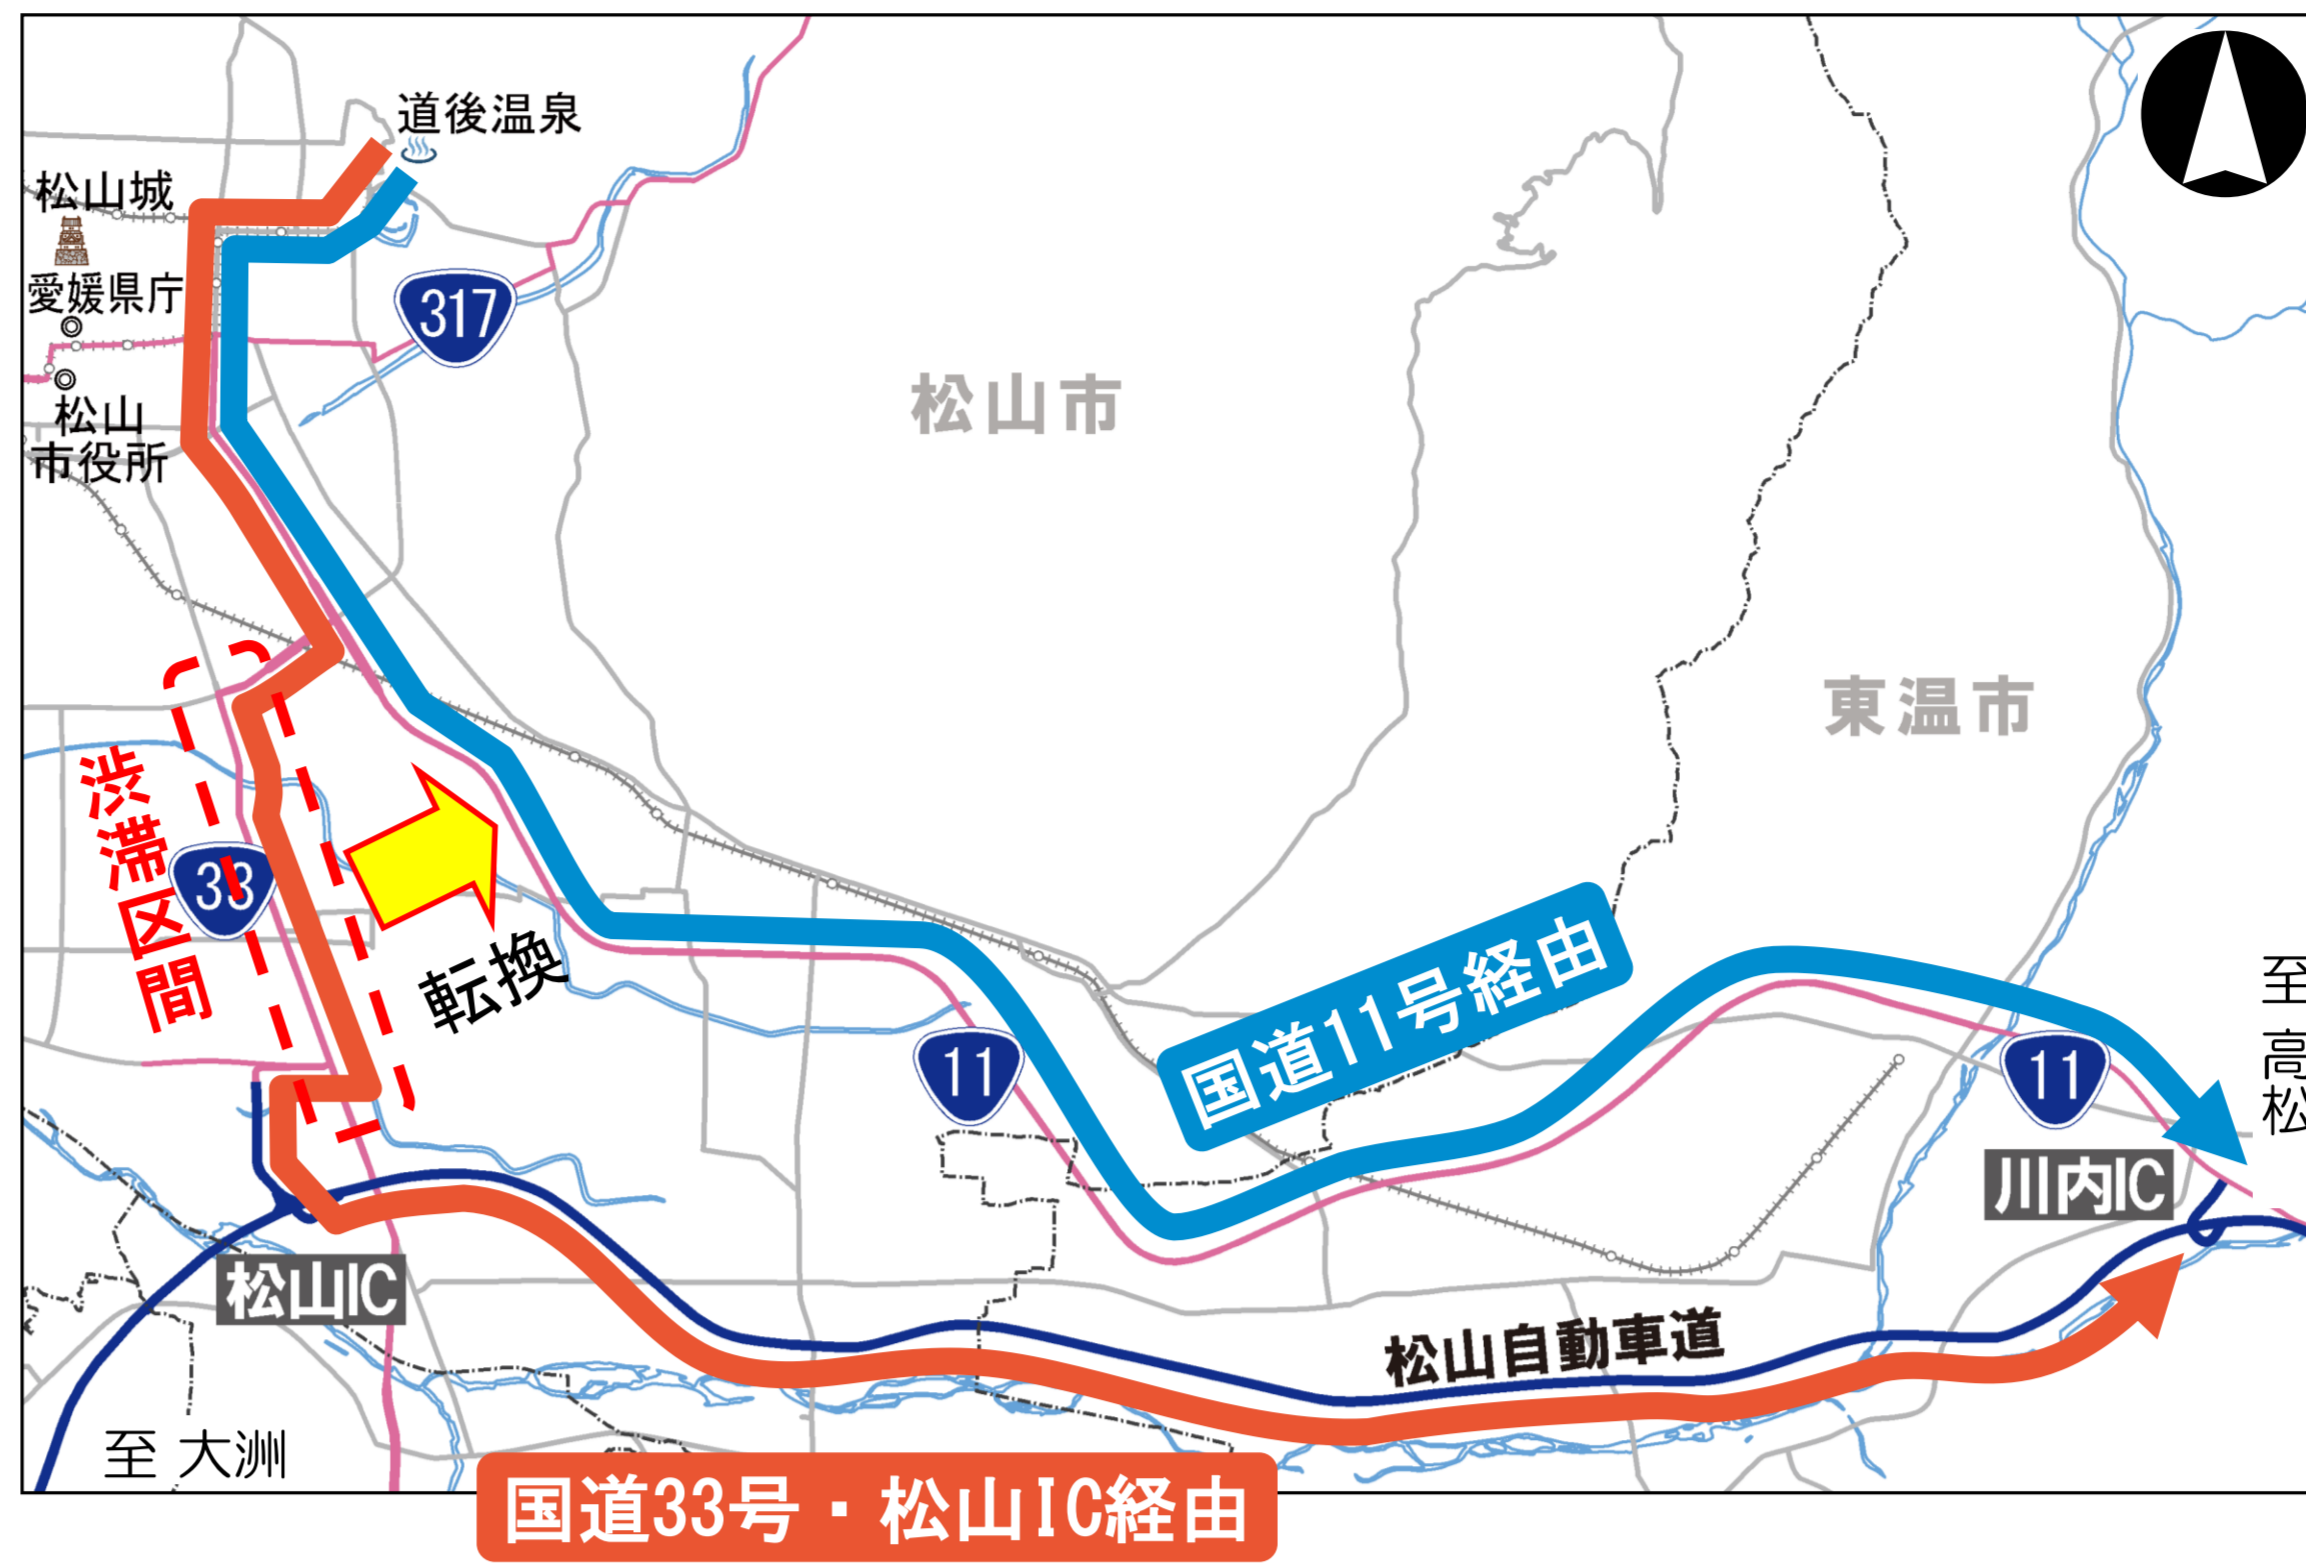 道後温泉
松山城
愛媛県庁
317
松山
市役所
松山市
東温市
渋滞区間
33
転換
国道11号経由
11
11
至
高
松
川内IC
松山IC
松山自動車道
至 大洲
国道33号・松山IC経由